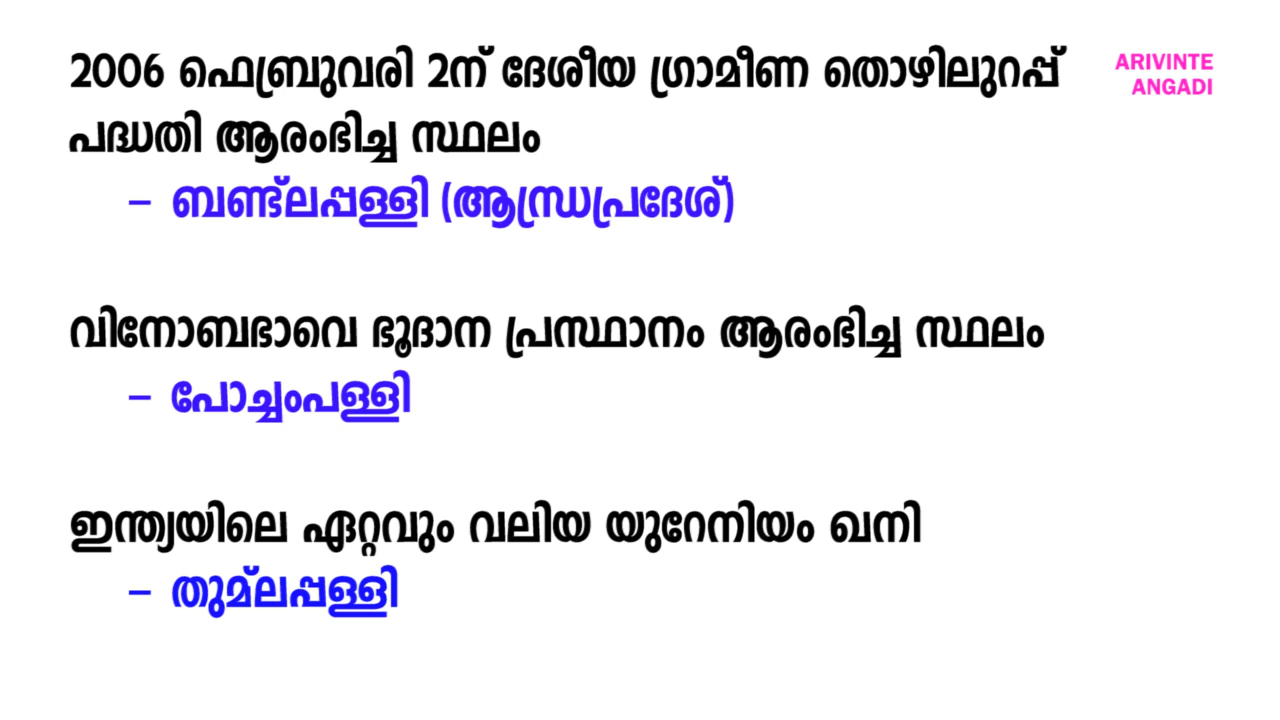 2006 ഫെബ്രുവരി 2ന് ദേശീയ ഗ്രാമീണ തൊഴിലുറപ്പ്
പദ്ധതി ആരംഭിച്ച സ്ഥലം
– ബണ്ട്ലപ്പള്ളി (ആന്ധ്രപ്രദേശ്)
വിനോബഭാവെ ഭൂദാന പ്രസ്ഥാനം ആരംഭിച്ച സ്ഥലം
– പോച്ചംപള്ളി
ഇന്ത്യയിലെ ഏറ്റവും വലിയ യുറേനിയം ഖനി
– തുമ്ലപ്പള്ളി
ARIVINTE
ANGADI